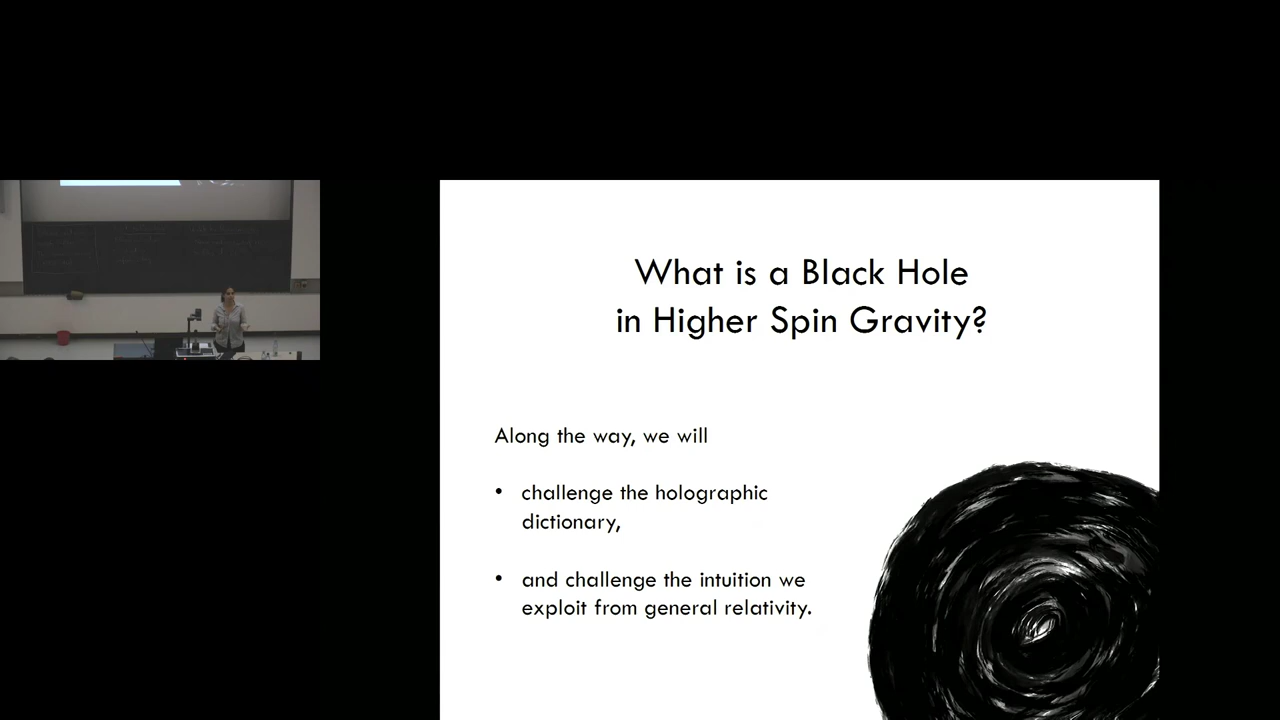 What is a Black Hole
in Higher Spin Gravity?
Along the way, we will
• challenge the holographic
dictionary,
• and challenge the intuition we
exploit from general relativity.